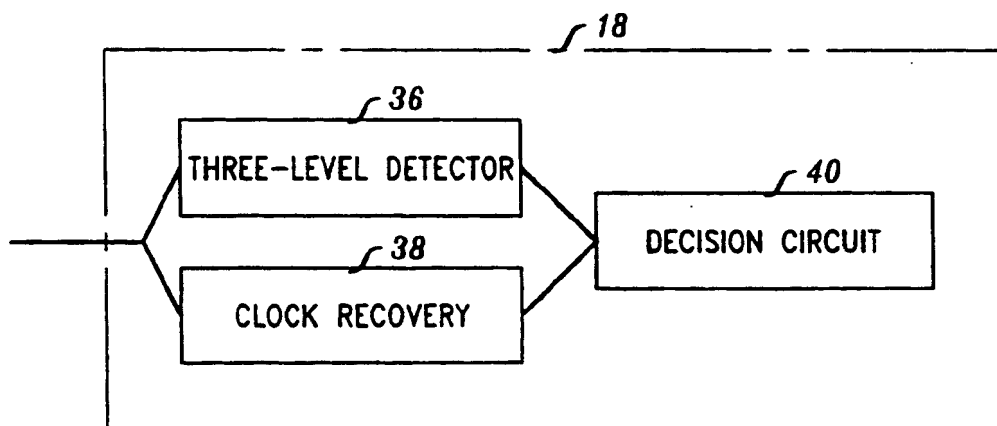 18
36
THREE-LEVEL DETECTOR
40
DECISION CIRCUIT
38
CLOCK RECOVERY